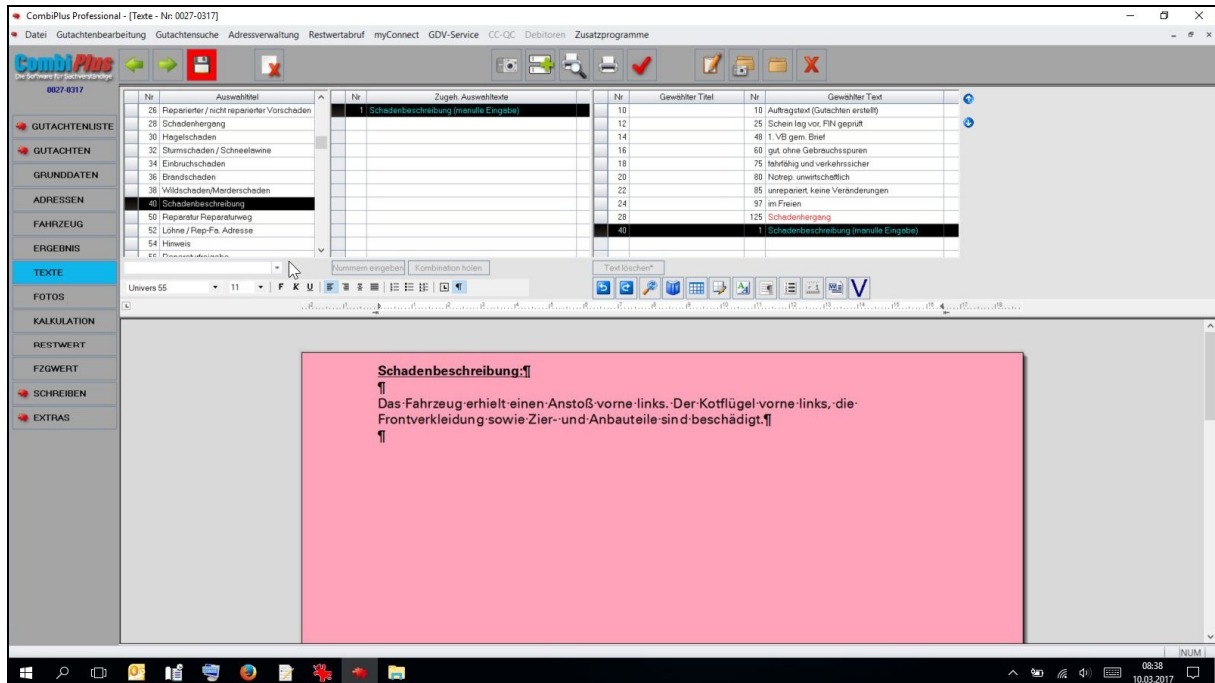 CombiPlus Professional - [Texte - Nr: 0027-0317]
Datei Gutachtenbearbeitung Gutachtensuche Adressverwaltung Restwertabruf myConnect GDV-Service CC-QC Debitoren Zusatzprogramme
CombiPlus
Die Software für Sachverständige
0027-0317
GUTACHTENLISTE
GUTACHTEN
GRUNDDATEN
ADRESSEN
FAHRZEUG
ERGEBNIS
TEXTE
FOTOS
KALKULATION
RESTWERT
FZGWERT
SCHREIBEN
EXTRAS
Nr Auswahltitel
26 Reparierter / nicht reparierter Vorschaden
28 Schadenhergang
30 Hagelschaden
32 Sturmschaden / Schneelawine
34 Einbruchschaden
36 Brandschaden
38 Wildschaden/Marderschaden
40 Schadenbeschreibung
50 Reparatur Reparaturweg
52 Löhne / Rep-Fa. Adresse
54 Hinweis
Nr Zugeh. Auswahltexte
1 Schadenbeschreibung (manulle Eingabe)
Nr Gewählter Titel Nr Gewählter Text
10 10 Auftragstext (Gutachten erstellt)
12 25 Schein lag vor, FIN geprüft
14 48 1. VB gem. Brief
16 60 gut, ohne Gebrauchsspuren
18 75 fahrfähig und verkehrssicher
20 80 Notrep. unwirtschaftlich
22 85 unrepariert, keine Veränderungen
24 97 im Freien
28 125 Schadenhergang
40 1 Schadenbeschreibung (manulle Eingabe)
Nummern eingeben Kombination holen Text löschen*
Univers 55 11 F K U
Schadenbeschreibung:¶
¶
Das·Fahrzeug·erhielt·einen·Anstoß·vorne·links.·Der·Kotflügel·vorne·links,·die·
Frontverkleidung·sowie·Zier-·und·Anbauteile·sind·beschädigt.¶
¶
NUM
08:38
10.03.2017